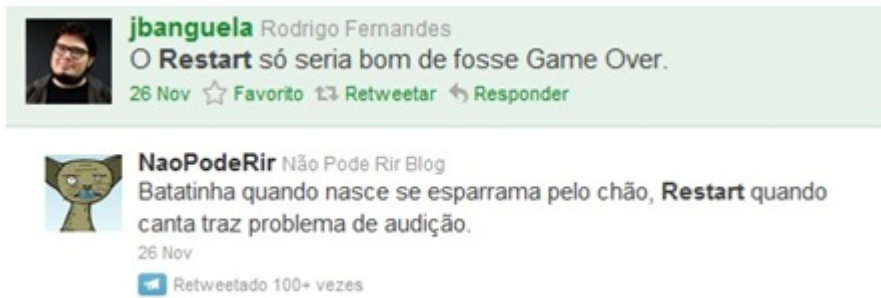 jbanguela Rodrigo Fernandes
O Restart só seria bom de fosse Game Over.
26 Nov Favorito Retweetar Responder
NaoPodeRir Não Pode Rir Blog
Batatinha quando nasce se esparrama pelo chão, Restart quando
canta traz problema de audição.
26 Nov
Retweetado 100+ vezes